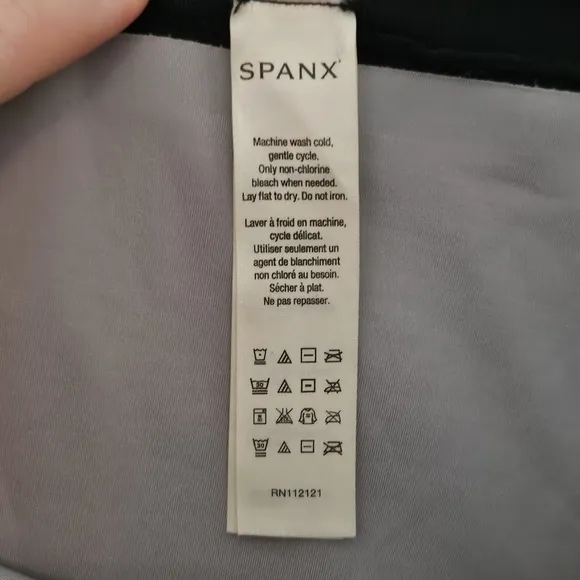 SPANX
Machine wash cold,
gentle cycle.
Only non-chlorine
bleach when needed.
Lay flat to dry. Do not iron.
Laver à froid en machine,
cycle délicat.
Utiliser seulement un
agent de blanchiment
non chloré au besoin.
Sécher à plat.
Ne pas repasser.
30
30
RN112121